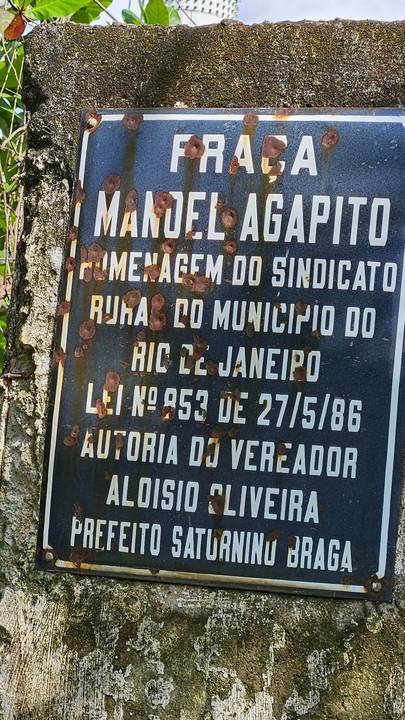 PRAÇA
MANOEL AGAPITO
HOMENAGEM DO SINDICATO
RURAL DO MUNICIPIO DO
RIO DE JANEIRO
LEI Nº 853 DE 27/5/86
AUTORIA DO VEREADOR
ALOISIO OLIVEIRA
PREFEITO SATURNINO BRAGA